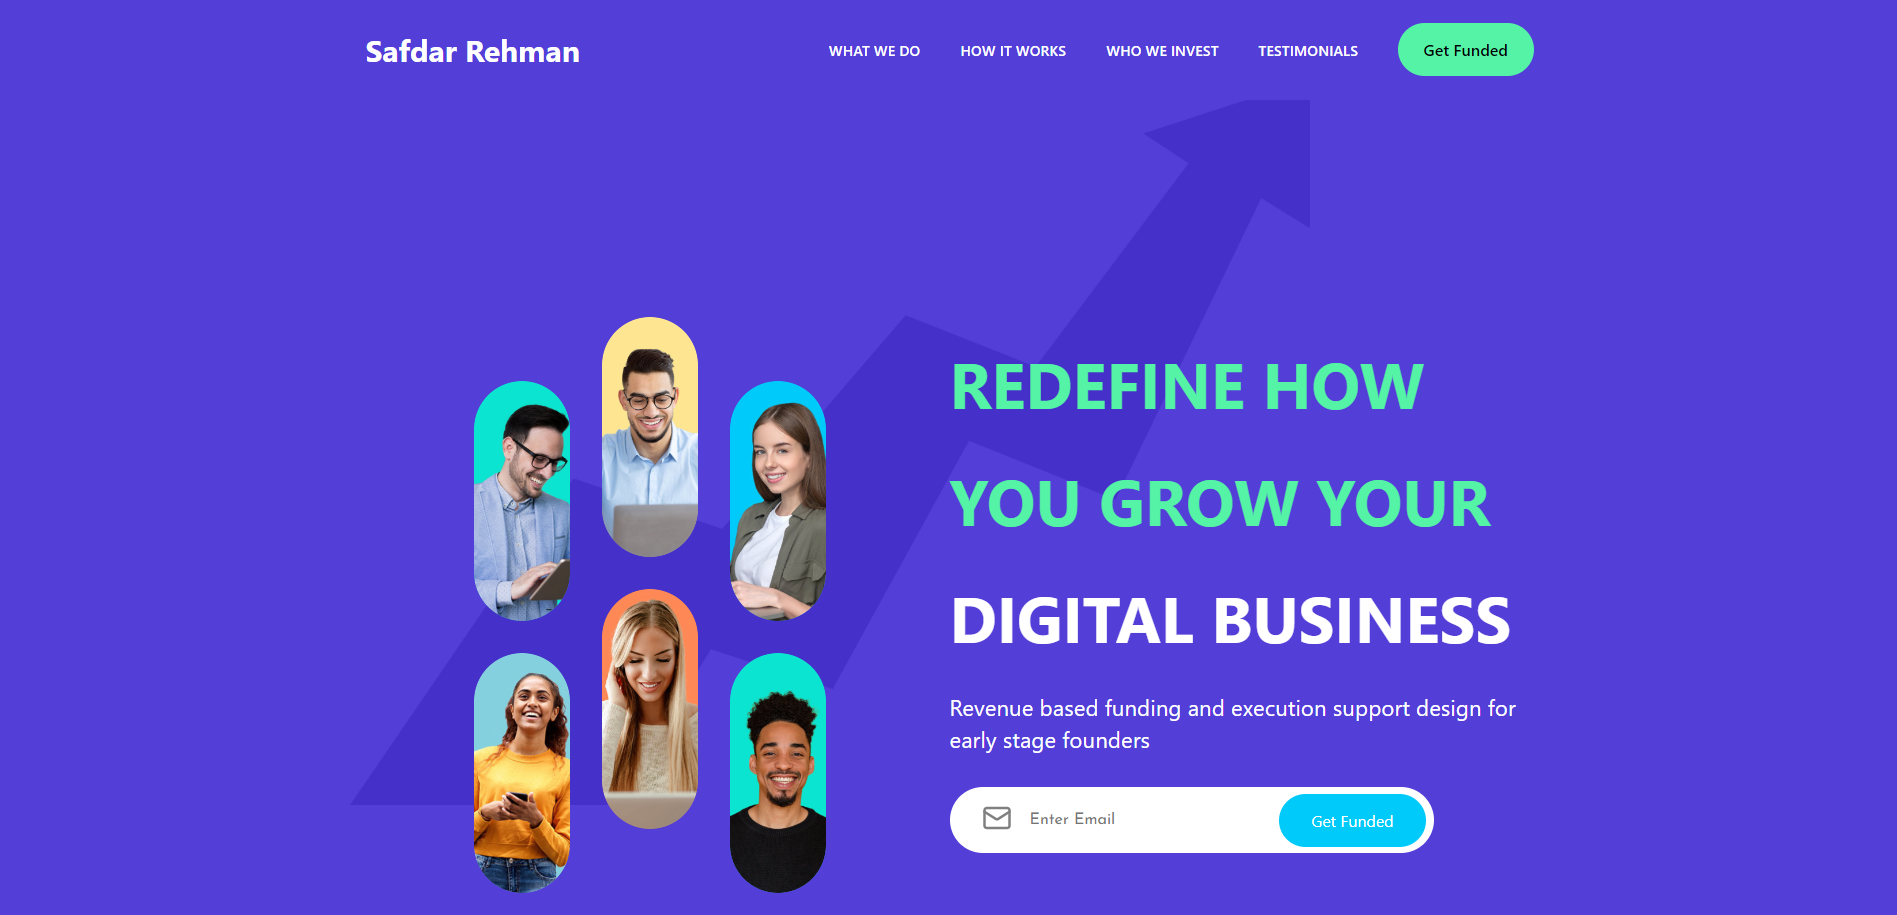 Safdar Rehman
WHAT WE DO
HOW IT WORKS
WHO WE INVEST
TESTIMONIALS
Get Funded
REDEFINE HOW
YOU GROW YOUR
DIGITAL BUSINESS
Revenue based funding and execution support design for
early stage founders
Enter Email
Get Funded